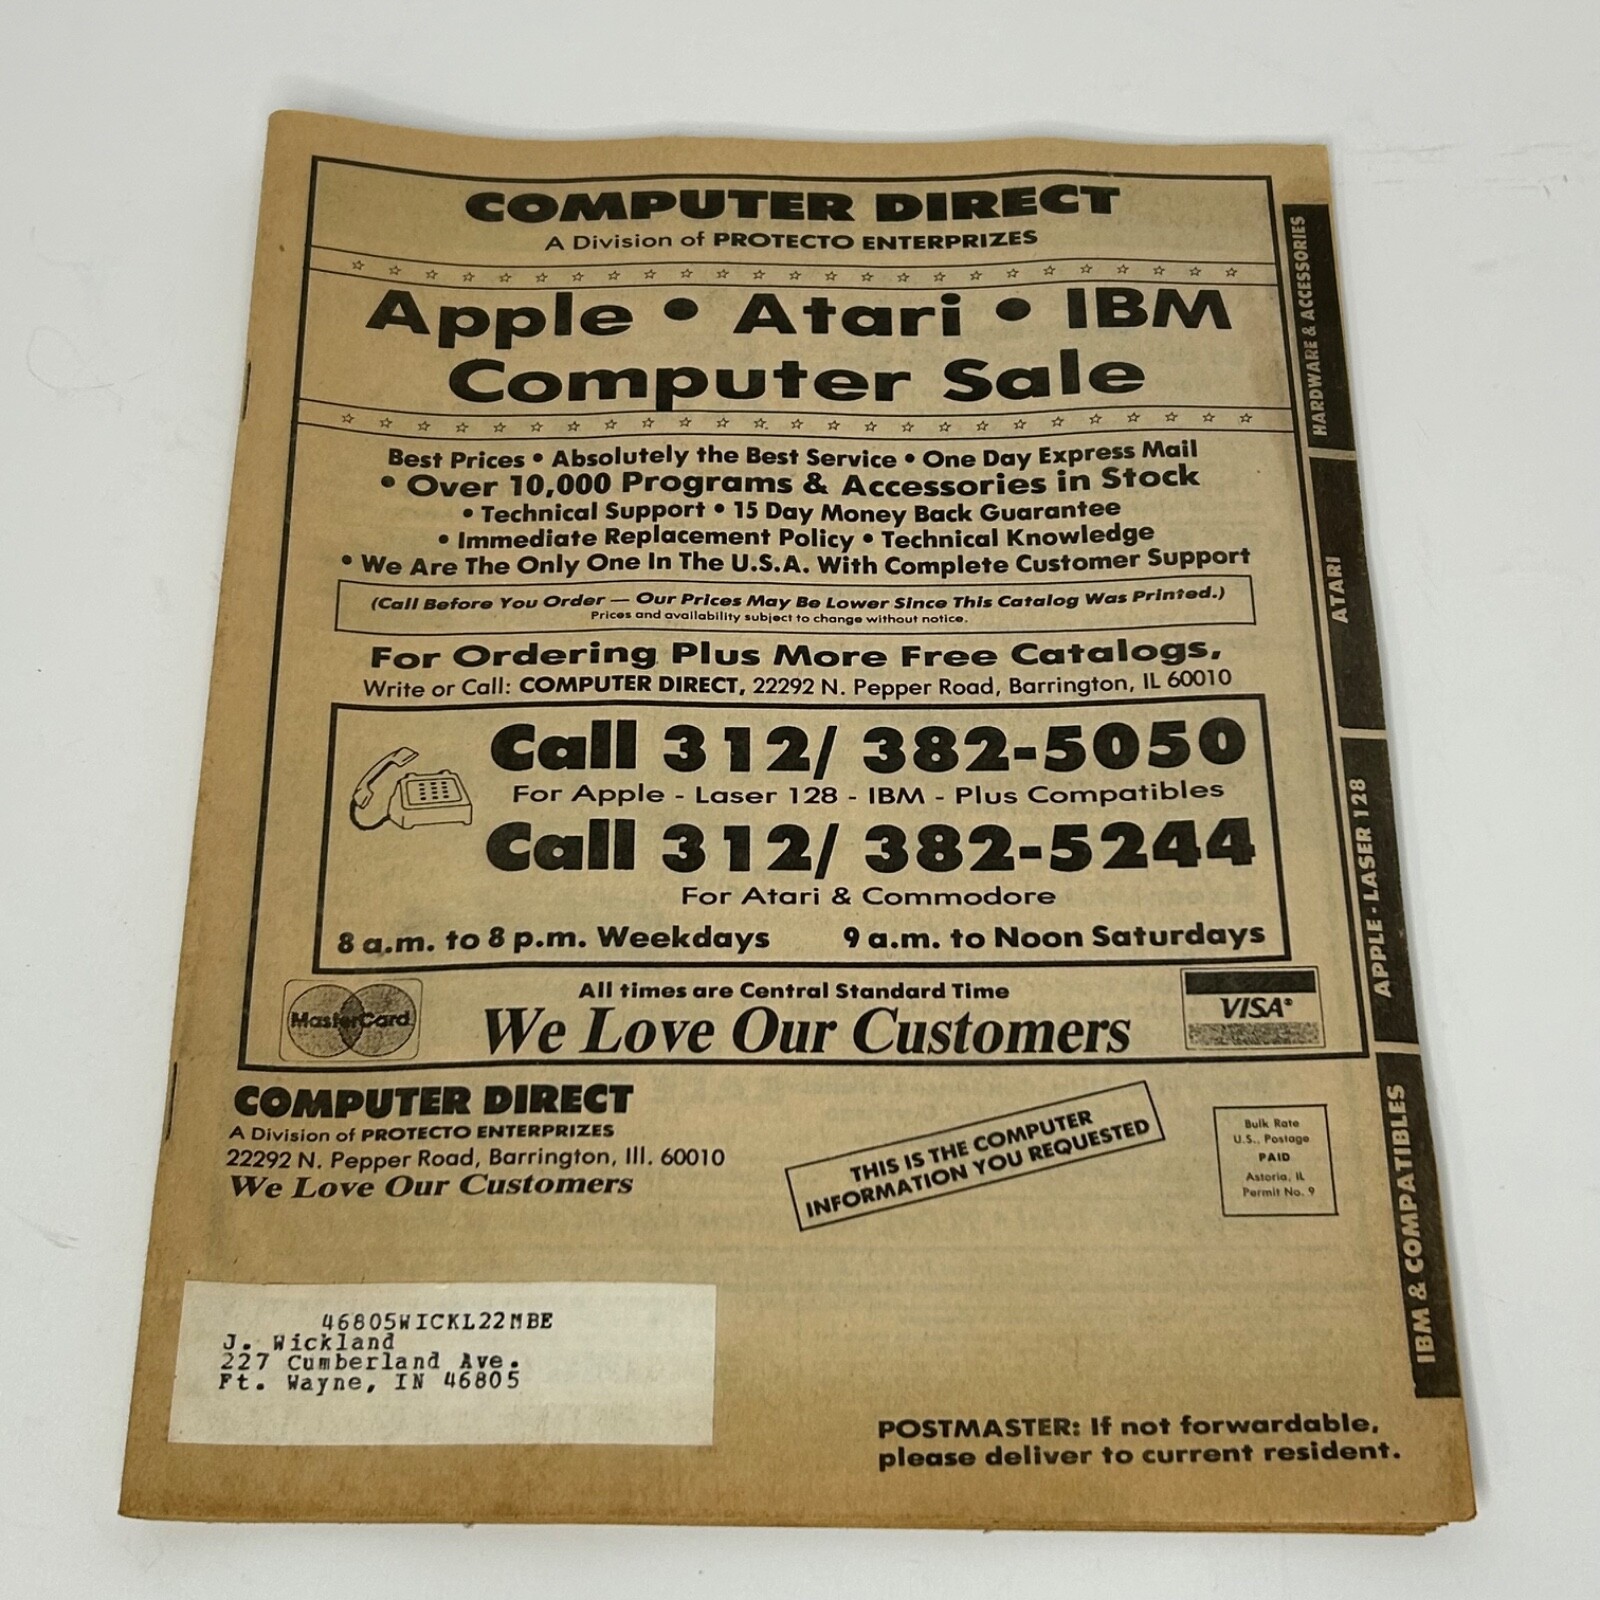 COMPUTER DIRECT
A Division of PROTECTO ENTERPRIZES
Apple • Atari • IBM
Computer Sale
Best Prices • Absolutely the Best Service • One Day Express Mail
• Over 10,000 Programs & Accessories in Stock
• Technical Support • 15 Day Money Back Guarantee
• Immediate Replacement Policy • Technical Knowledge
• We Are The Only One In The U.S.A. With Complete Customer Support
(Call Before You Order — Our Prices May Be Lower Since This Catalog Was Printed.)
Prices and availability subject to change without notice.
For Ordering Plus More Free Catalogs,
Write or Call: COMPUTER DIRECT, 22292 N. Pepper Road, Barrington, IL 60010
Call 312/ 382-5050
For Apple - Laser 128 - IBM - Plus Compatibles
Call 312/ 382-5244
For Atari & Commodore
8 a.m. to 8 p.m. Weekdays 9 a.m. to Noon Saturdays
All times are Central Standard Time
MasterCard
We Love Our Customers
VISA®
HARDWARE & ACCESSORIES
ATARI
APPLE - LASER 128
IBM & COMPATIBLES
COMPUTER DIRECT
A Division of PROTECTO ENTERPRIZES
22292 N. Pepper Road, Barrington, Ill. 60010
We Love Our Customers
THIS IS THE COMPUTER
INFORMATION YOU REQUESTED
Bulk Rate
U.S., Postage
PAID
Astoria, IL
Permit No. 9
46805WICKL22MBE
J. Wickland
227 Cumberland Ave.
Ft. Wayne, IN 46805
POSTMASTER: If not forwardable,
please deliver to current resident.